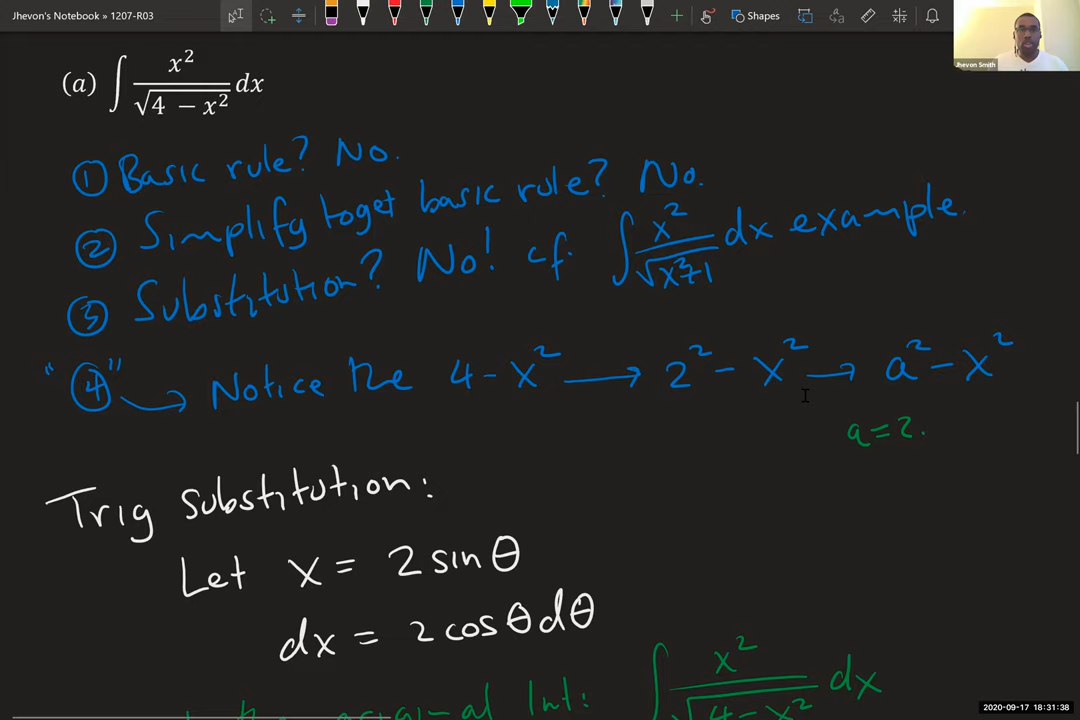 Jhevon's Notebook » 1207-R03
Shapes
Jhevon Smith
(a) ∫ x²/√(4 − x²) dx
① Basic rule? No.
② Simplify to get basic rule? No.
③ Substitution? No! cf. ∫ x²/√(x²+1) dx example.
"④" → Notice the 4-x² → 2² - x² → a² - x²
a = 2.
Trig substitution:
Let x = 2 sin θ
dx = 2 cos θ dθ
original Int: ∫ x²/√(4-x²) dx
2020-09-17 18:31:38